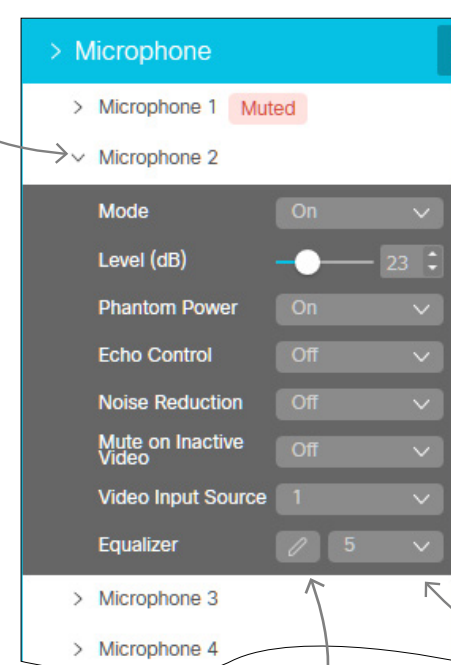 Microphone
Microphone 1 Muted
Microphone 2
Mode On
Level (dB) 23
Phantom Power On
Echo Control Off
Noise Reduction Off
Mute on Inactive
Video Off
Video Input Source 1
Equalizer 5
Microphone 3
Microphone 4